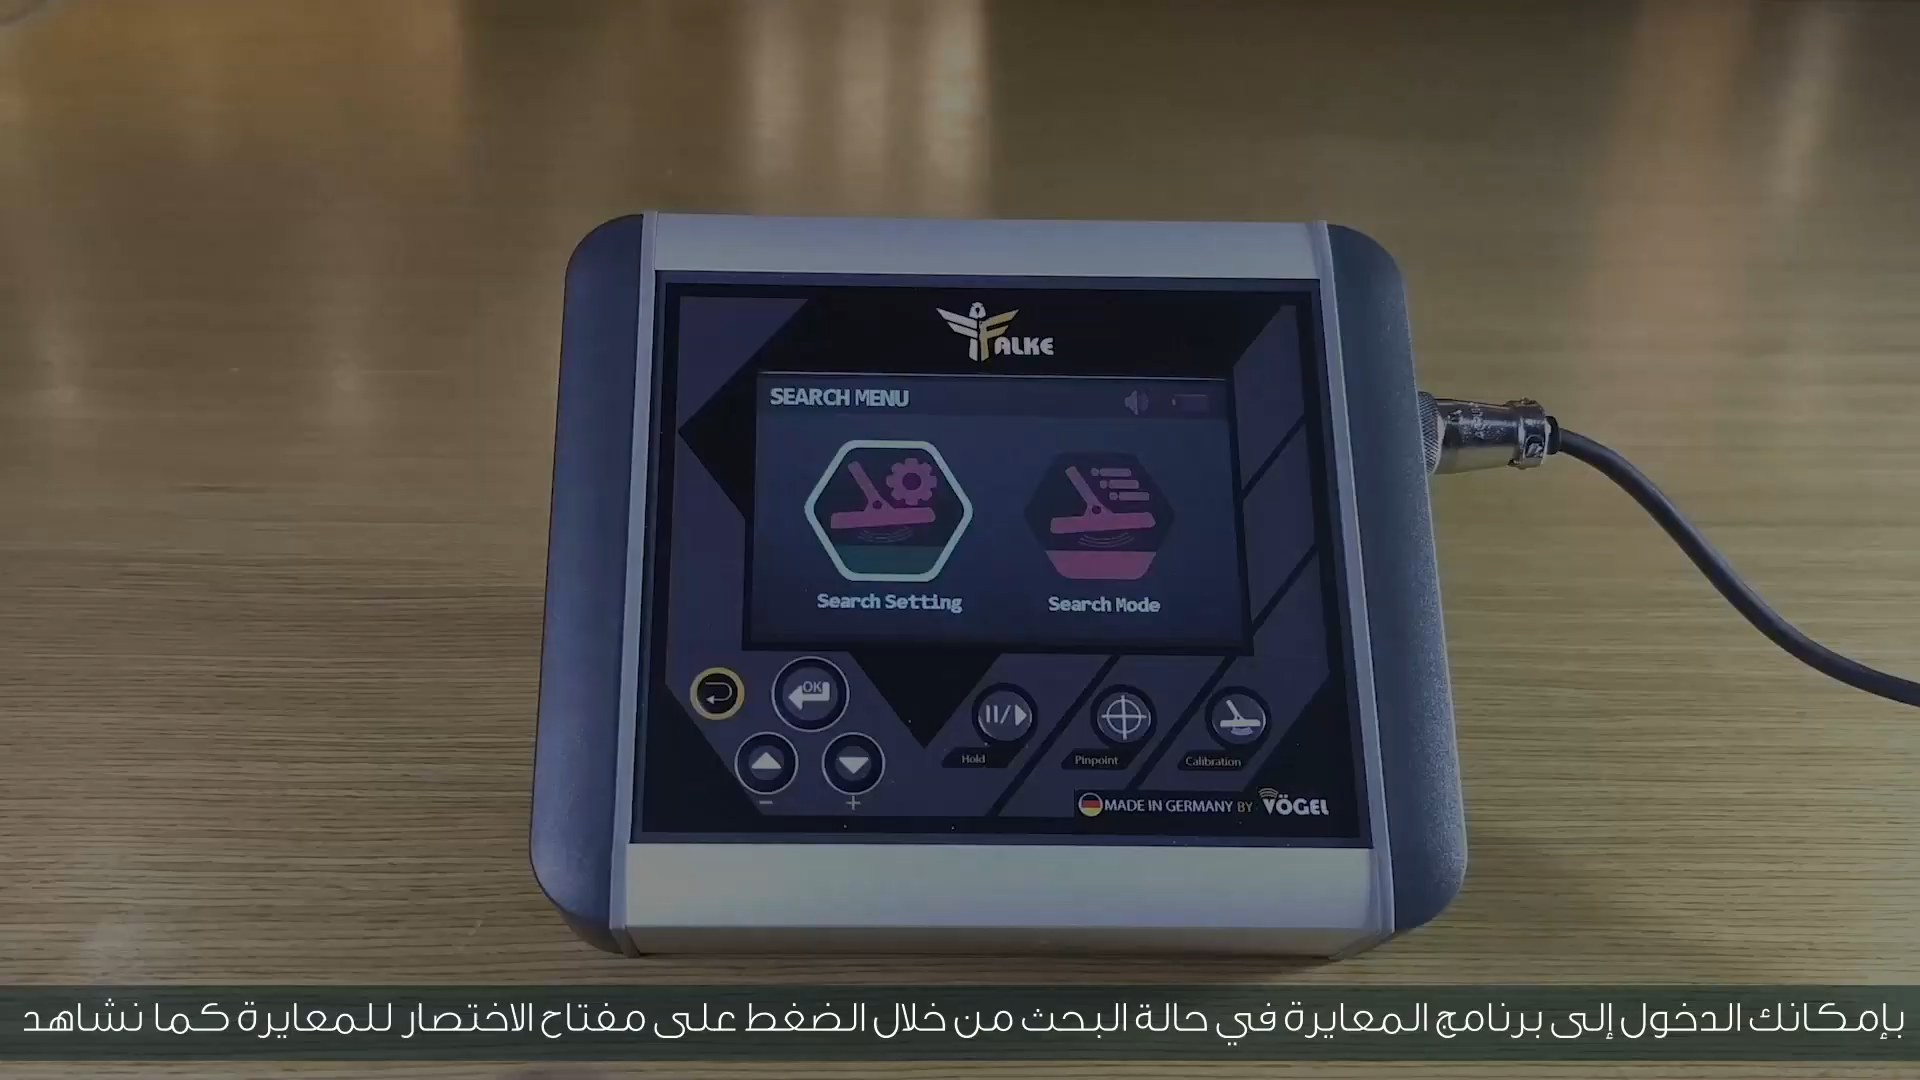 FALKE
SEARCH MENU
Search Setting
Search Mode
OK
Hold
Pinpoint
Calibration
−
+
MADE IN GERMANY BY VÖGEL
بإمكانك الدخول إلى برنامج المعايرة في حالة البحث من خلال الضغط على مفتاح الاختصار للمعايرة كما نشاهد